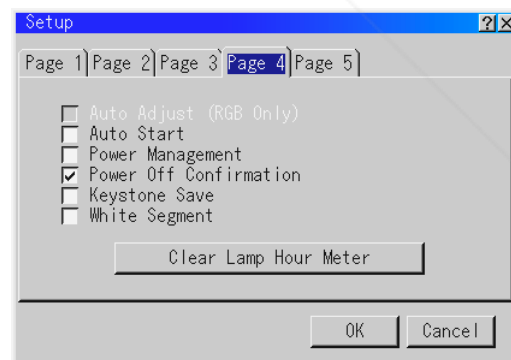 Setup
Page 1 Page 2 Page 3 Page 4 Page 5
Auto Adjust (RGB Only)
Auto Start
Power Management
Power Off Confirmation
Keystone Save
White Segment
Clear Lamp Hour Meter
OK Cancel